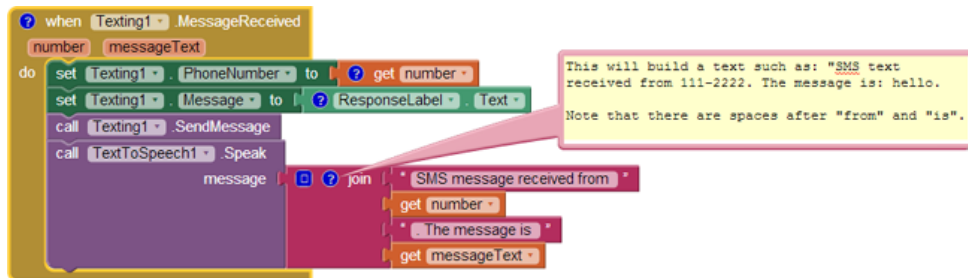 when Texting1 .MessageReceived
number messageText
do set Texting1 . PhoneNumber to get number
set Texting1 . Message to ResponseLabel . Text
call Texting1 .SendMessage
call TextToSpeech1 .Speak
message join " SMS message received from "
get number
" . The message is "
get messageText
This will build a text such as: "SMS text
received from 111-2222. The message is: hello.
Note that there are spaces after "from" and "is".